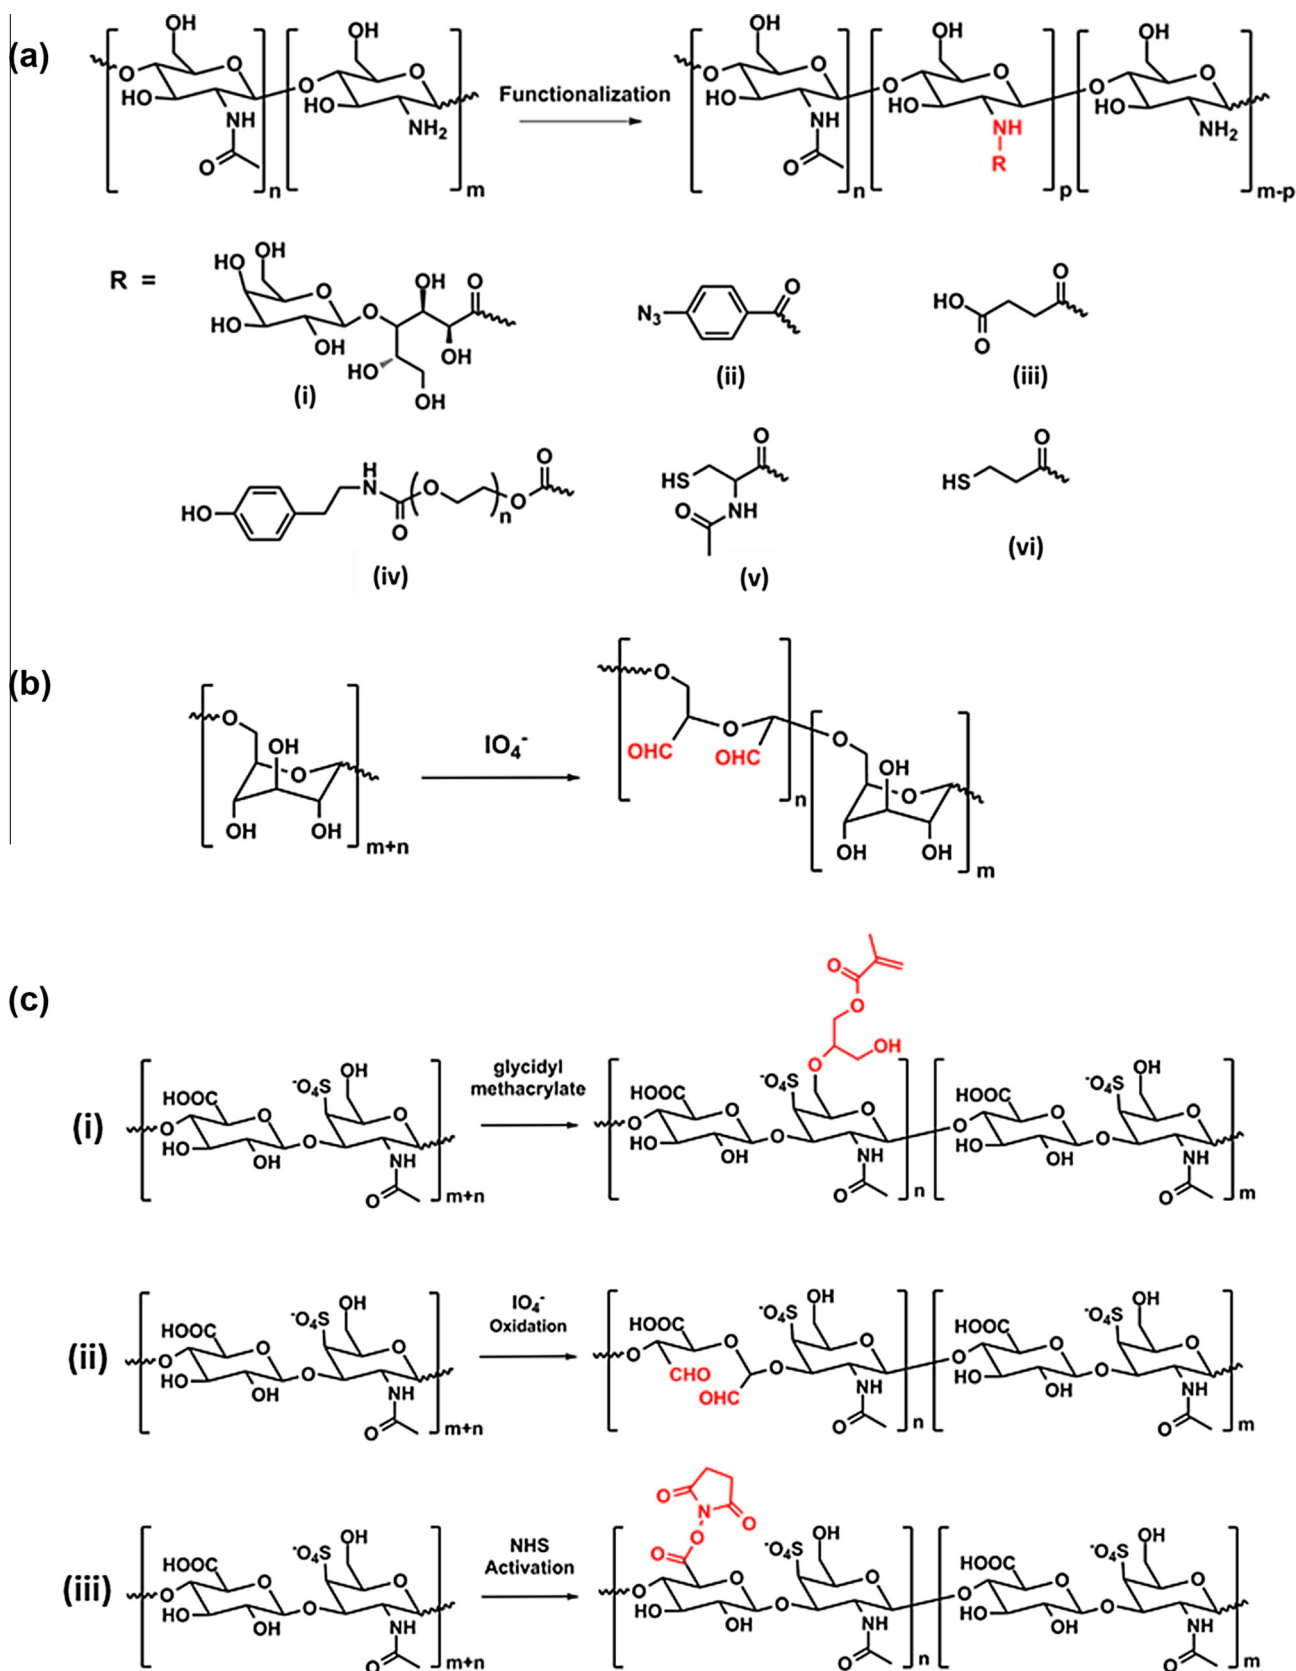 (a)
OH
OH
OH
OH
OH
O
O
O
O
O
O
O
O
O
O
HO
HO
Functionalization
HO
HO
HO
NH
NH2
NH
NH
NH2
O
O
R
n
m
n
p
m-p
R =
OH
HO
OH
O
O
O
HO
OH
OH
HO
OH
(i)
N3
O
(ii)
HO
O
O
(iii)
HO
H
N
O
O
n
O
O
(iv)
HS
O
O
NH
(v)
HS
O
(vi)
(b)
O
OH
O
OH
OH
m+n
IO4-
O
O
OHC
OHC
n
O
OH
O
OH
OH
m
(c)
(i)
HOOC
-O4S
OH
O
O
O
O
HO
OH
NH
O
m+n
glycidyl
methacrylate
O
O
OH
O
HOOC
-O4S
O
O
O
O
HO
OH
NH
O
n
HOOC
-O4S
OH
O
O
O
O
HO
OH
NH
O
m
(ii)
HOOC
-O4S
OH
O
O
O
O
HO
OH
NH
O
m+n
IO4-
Oxidation
HOOC
-O4S
OH
O
O
O
O
CHO
OHC
NH
O
n
HOOC
-O4S
OH
O
O
O
O
HO
OH
NH
O
m
(iii)
HOOC
-O4S
OH
O
O
O
O
HO
OH
NH
O
m+n
NHS
Activation
O
N
O
O
O
-O4S
OH
O
O
O
O
HO
OH
NH
O
n
HOOC
-O4S
OH
O
O
O
O
HO
OH
NH
O
m